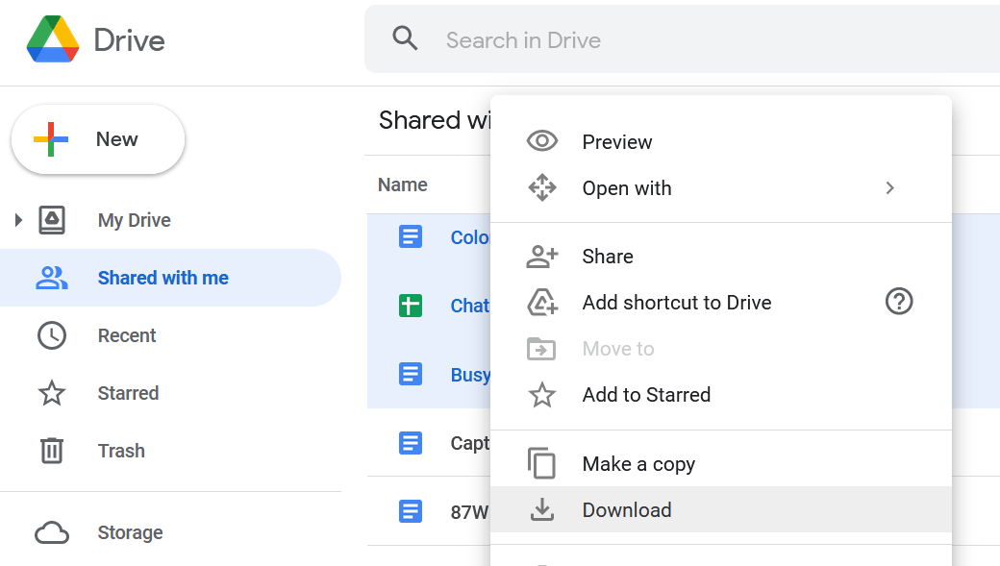 Drive
Search in Drive
New
My Drive
Shared with me
Recent
Starred
Trash
Storage
Shared wi
Name
Colo
Chat
Busy
Capt
87W
Preview
Open with
Share
Add shortcut to Drive
?
Move to
Add to Starred
Make a copy
Download